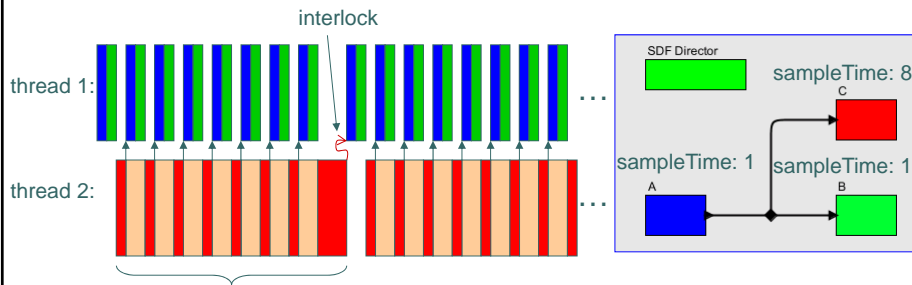 interlock
thread 1:
...
thread 2:
...
SDF Director
sampleTime: 8
C
sampleTime: 1
sampleTime: 1
A
B